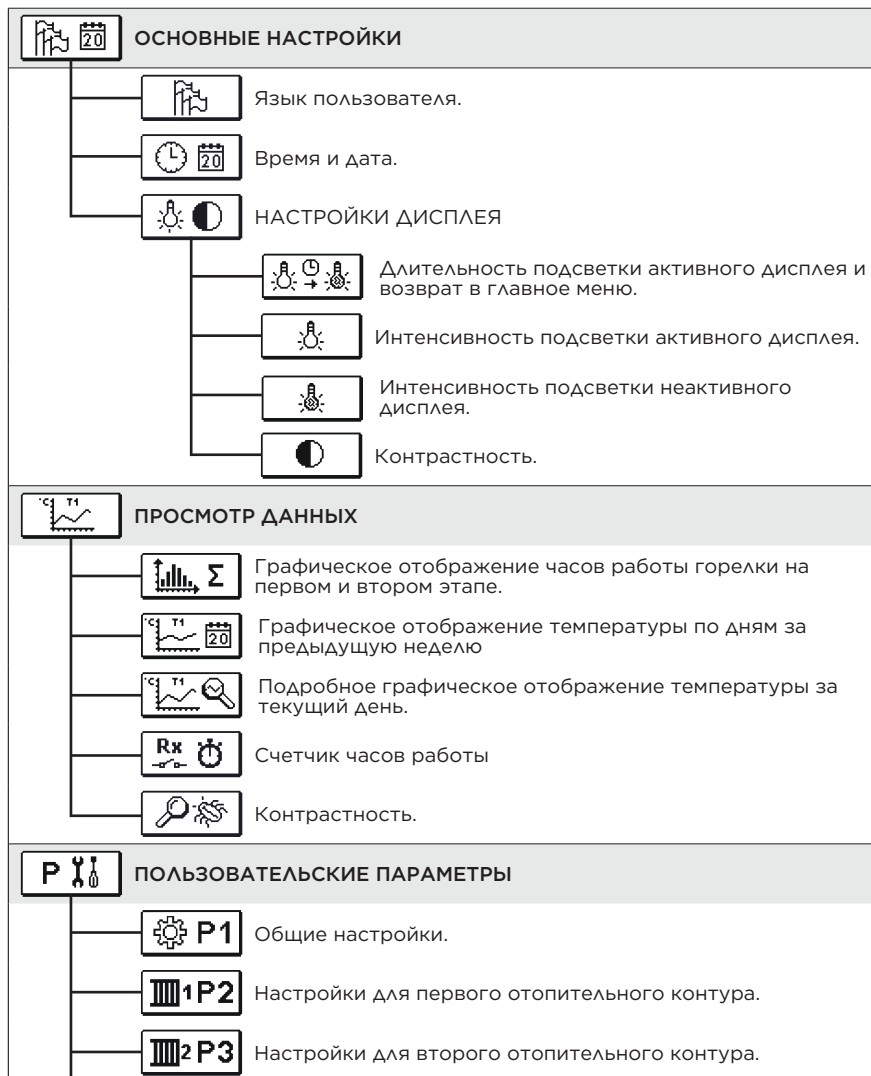 20 ОСНОВНЫЕ НАСТРОЙКИ
Язык пользователя.
20 Время и дата.
НАСТРОЙКИ ДИСПЛЕЯ
Длительность подсветки активного дисплея и
возврат в главное меню.
Интенсивность подсветки активного дисплея.
Интенсивность подсветки неактивного
дисплея.
Контрастность.
°C T1 ПРОСМОТР ДАННЫХ
Σ Графическое отображение часов работы горелки на
первом и втором этапе.
°C T1 20 Графическое отображение температуры по дням за
предыдущую неделю
°C T1 Подробное графическое отображение температуры за
текущий день.
Rx Счетчик часов работы
Контрастность.
P ПОЛЬЗОВАТЕЛЬСКИЕ ПАРАМЕТРЫ
P1 Общие настройки.
1 P2 Настройки для первого отопительного контура.
2 P3 Настройки для второго отопительного контура.